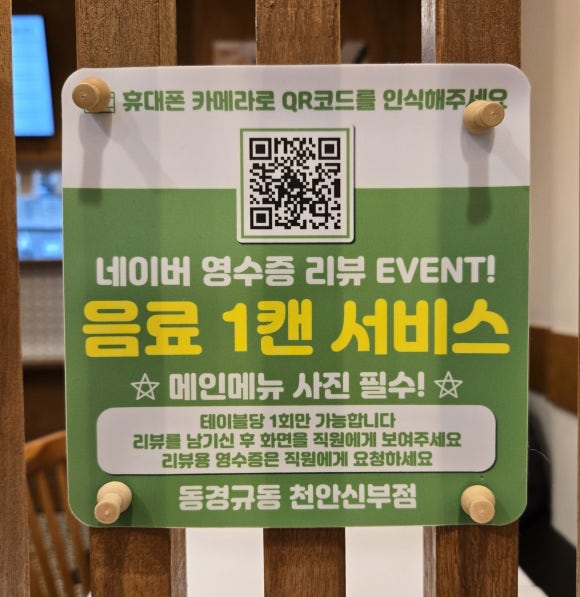 휴대폰 카메라로 QR코드를 인식해주세요
네이버 영수증 리뷰 EVENT!
음료 1캔 서비스
☆ 메인메뉴 사진 필수! ☆
테이블당 1회만 가능합니다
리뷰를 남기신 후 화면을 직원에게 보여주세요
리뷰용 영수증은 직원에게 요청하세요
동경규동 천안신부점